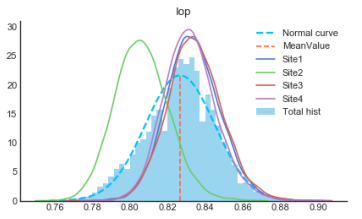 lop
30
25
20
15
10
5
0
0.76 0.78 0.80 0.82 0.84 0.86 0.88 0.90
Normal curve
MeanValue
Site1
Site2
Site3
Site4
Total hist